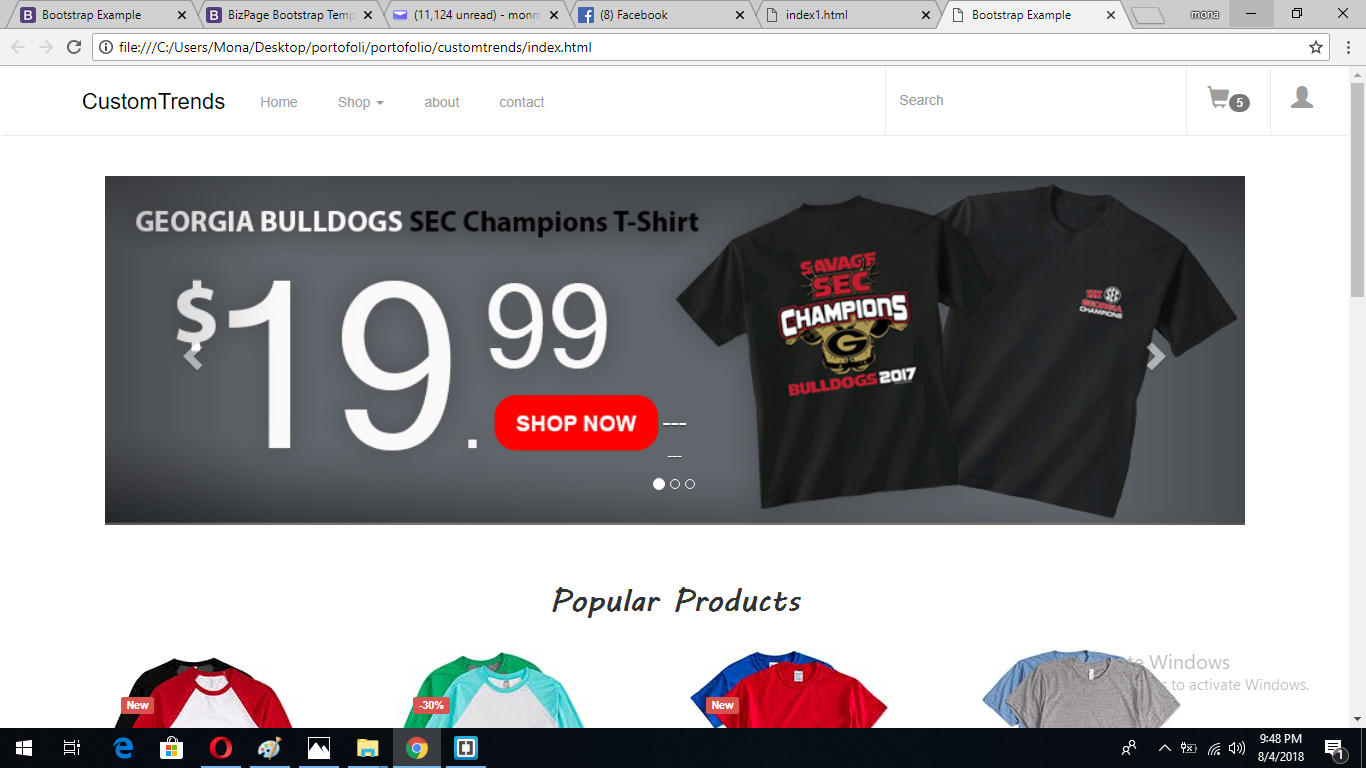 Bootstrap Example
BizPage Bootstrap Temp
(11,124 unread) - monm
(8) Facebook
index1.html
Bootstrap Example
mona
file:///C:/Users/Mona/Desktop/portofoli/portofolio/customtrends/index.html
CustomTrends Home Shop about contact Search 5
GEORGIA BULLDOGS SEC Champions T-Shirt
$19.99
SHOP NOW ---
---
SAVAGE
SEC
CHAMPIONS
G
BULLDOGS 2017
SEC
GEORGIA
CHAMPIONS
Popular Products
New
-30%
New
Windows
to activate Windows.
9:48 PM
8/4/2018
1